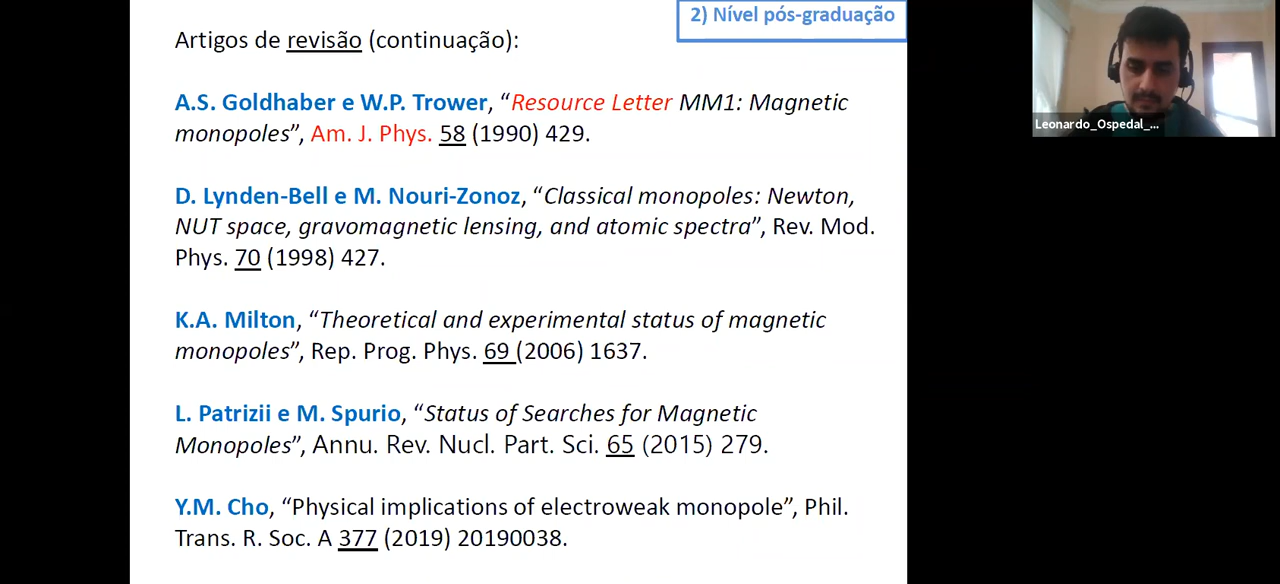 2) Nível pós-graduação
Artigos de revisão (continuação):
A.S. Goldhaber e W.P. Trower, “Resource Letter MM1: Magnetic
monopoles”, Am. J. Phys. 58 (1990) 429.
D. Lynden-Bell e M. Nouri-Zonoz, “Classical monopoles: Newton,
NUT space, gravomagnetic lensing, and atomic spectra”, Rev. Mod.
Phys. 70 (1998) 427.
K.A. Milton, “Theoretical and experimental status of magnetic
monopoles”, Rep. Prog. Phys. 69 (2006) 1637.
L. Patrizii e M. Spurio, “Status of Searches for Magnetic
Monopoles”, Annu. Rev. Nucl. Part. Sci. 65 (2015) 279.
Y.M. Cho, “Physical implications of electroweak monopole”, Phil.
Trans. R. Soc. A 377 (2019) 20190038.
Leonardo_Ospedal_...